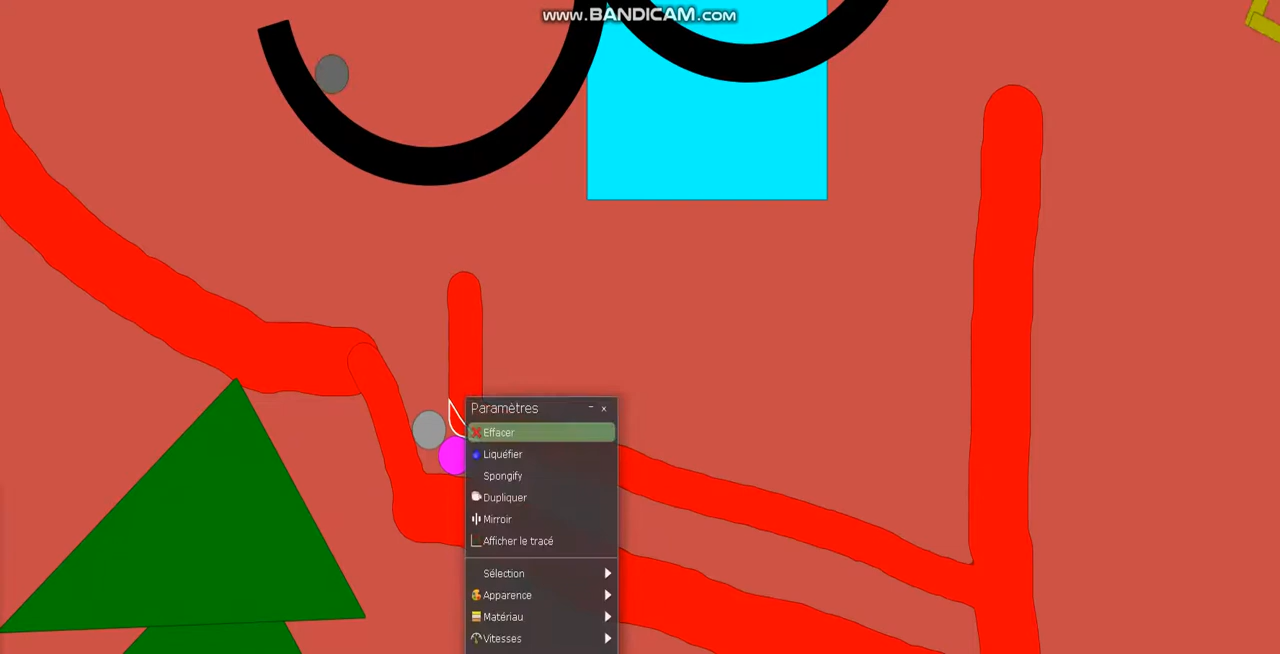 www.BANDICAM.com
Paramètres
Effacer
Liquéfier
Spongify
Dupliquer
Mirroir
Afficher le tracé
Sélection
Apparence
Matériau
Vitesses